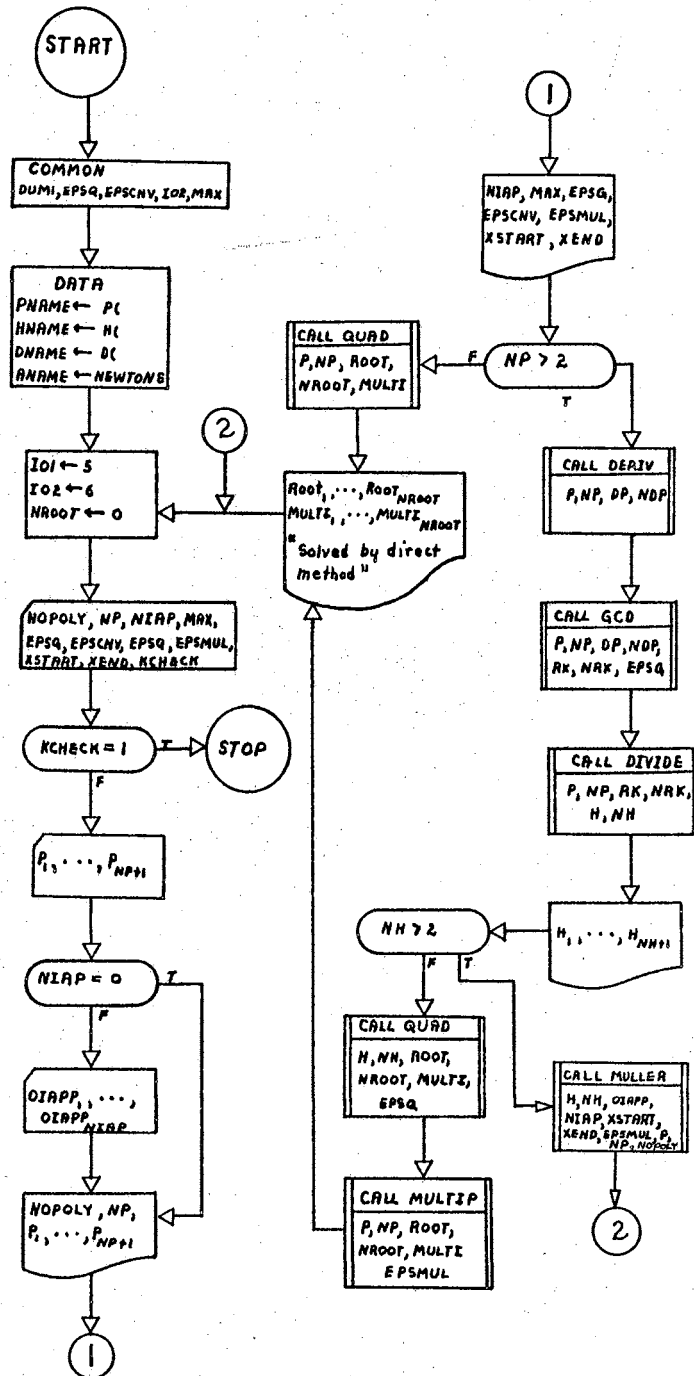 START
COMMON
DUM1,EPSQ,EPSCNV,IO2,MAX
DATA
PNAME ← P(
HNAME ← H(
DNAME ← D(
ANAME ← NEWTONS
IO1 ← 5
IO2 ← 6
NROOT ← 0
NOPOLY, NP, NIAP, MAX,
EPSQ, EPSCNV, EPSQ, EPSMUL,
XSTART, XEND, KCHECK
KCHECK = 1
T
STOP
F
P1, ···, PNP+1
NIAP = 0
T
F
OIAPP1, ···,
OIAPPNIAP
NOPOLY, NP,
P1, ···, PNP+1
1
1
NIAP, MAX, EPSQ,
EPSCNV, EPSMUL,
XSTART, XEND
NP > 2
F
T
CALL QUAD
P, NP, ROOT,
NROOT, MULTI
2
ROOT1, ···, ROOTNROOT
MULTI1, ···, MULTINROOT
"Solved by direct
method"
CALL DERIV
P, NP, DP, NDP
CALL GCD
P, NP, DP, NDP,
RK, NRK, EPSQ
CALL DIVIDE
P, NP, RK, NRK,
H, NH
H1, ···, HNH+1
NH > 2
F
T
CALL QUAD
H, NH, ROOT,
NROOT, MULTI,
EPSQ
CALL MULTIP
P, NP, ROOT,
NROOT, MULTI
EPSMUL
CALL MULLER
H, NH, OIAPP,
NIAP, XSTART,
XEND, EPSMUL, P,
NP, NOPOLY
2